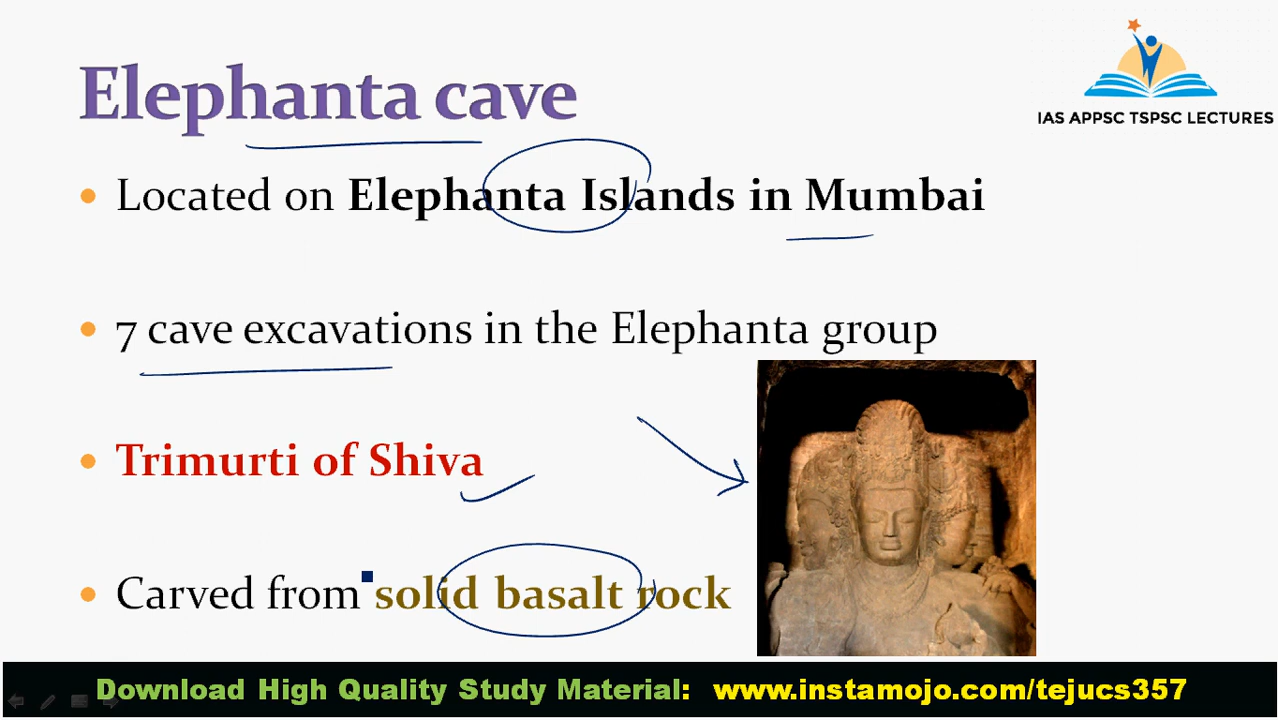 Elephanta cave
IAS APPSC TSPSC LECTURES
• Located on Elephanta Islands in Mumbai
• 7 cave excavations in the Elephanta group
• Trimurti of Shiva
• Carved from solid basalt rock
Download High Quality Study Material: www.instamojo.com/tejucs357